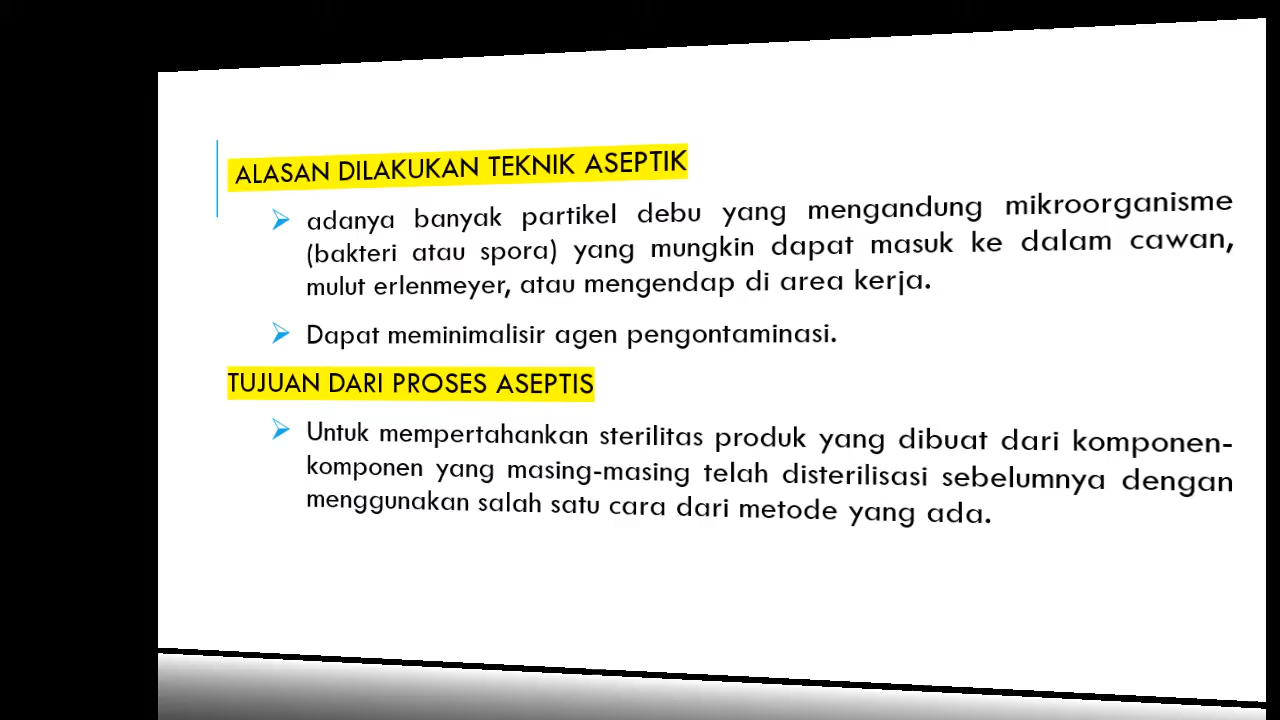 ALASAN DILAKUKAN TEKNIK ASEPTIK
adanya banyak partikel debu yang mengandung mikroorganisme
(bakteri atau spora) yang mungkin dapat masuk ke dalam cawan,
mulut erlenmeyer, atau mengendap di area kerja.
Dapat meminimalisir agen pengontaminasi.
TUJUAN DARI PROSES ASEPTIS
Untuk mempertahankan sterilitas produk yang dibuat dari komponen-
komponen yang masing-masing telah disterilisasi sebelumnya dengan
menggunakan salah satu cara dari metode yang ada.